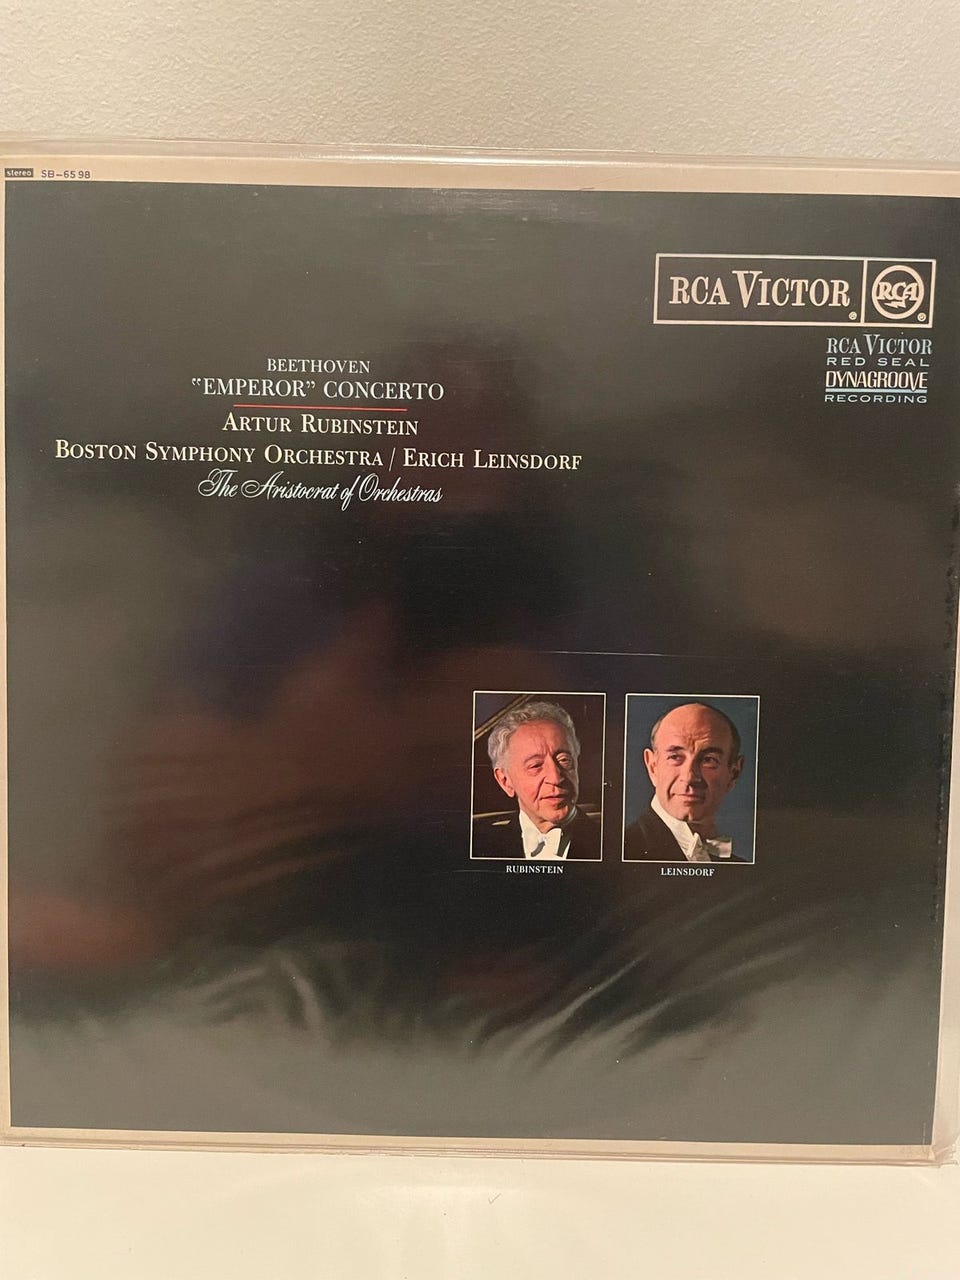 stereo SB-6598
RCA VICTOR RCA
RCA VICTOR
RED SEAL
DYNAGROOVE
RECORDING
BEETHOVEN
“EMPEROR” CONCERTO
ARTUR RUBINSTEIN
BOSTON SYMPHONY ORCHESTRA / ERICH LEINSDORF
The Aristocrat of Orchestras
RUBINSTEIN
LEINSDORF